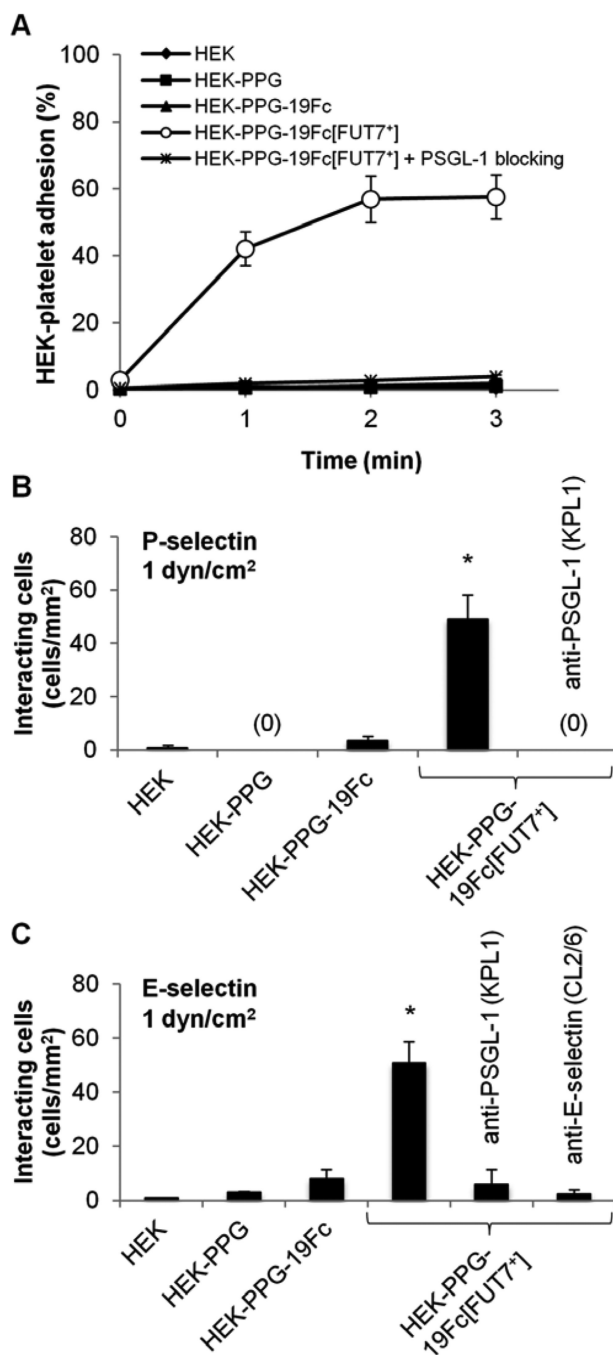 A
HEK
HEK-PPG
HEK-PPG-19Fc
HEK-PPG-19Fc[FUT7⁺]
HEK-PPG-19Fc[FUT7⁺] + PSGL-1 blocking
HEK-platelet adhesion (%)
100
80
60
40
20
0
0 1 2 3
Time (min)
B
P-selectin
1 dyn/cm²
Interacting cells
(cells/mm²)
80
60
40
20
0
(0)
*
anti-PSGL-1 (KPL1)
(0)
HEK
HEK-PPG
HEK-PPG-19Fc
HEK-PPG-
19Fc[FUT7⁺]
C
E-selectin
1 dyn/cm²
Interacting cells
(cells/mm²)
80
60
40
20
0
*
anti-PSGL-1 (KPL1)
anti-E-selectin (CL2/6)
HEK
HEK-PPG
HEK-PPG-19Fc
HEK-PPG-
19Fc[FUT7⁺]